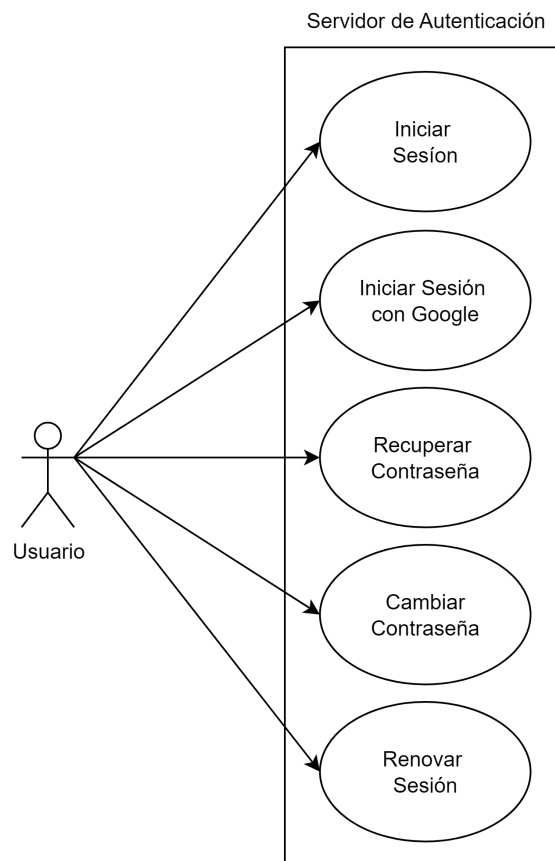 Servidor de Autenticación
Iniciar
Sesíon
Iniciar Sesión
con Google
Recuperar
Contraseña
Usuario
Cambiar
Contraseña
Renovar
Sesión